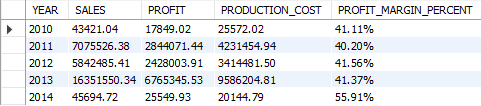 YEAR SALES PROFIT PRODUCTION_COST PROFIT_MARGIN_PERCENT
2010 43421.04 17849.02 25572.02 41.11%
2011 7075526.38 2844071.44 4231454.94 40.20%
2012 5842485.41 2428003.91 3414481.50 41.56%
2013 16351550.34 6765345.53 9586204.81 41.37%
2014 45694.72 25549.93 20144.79 55.91%